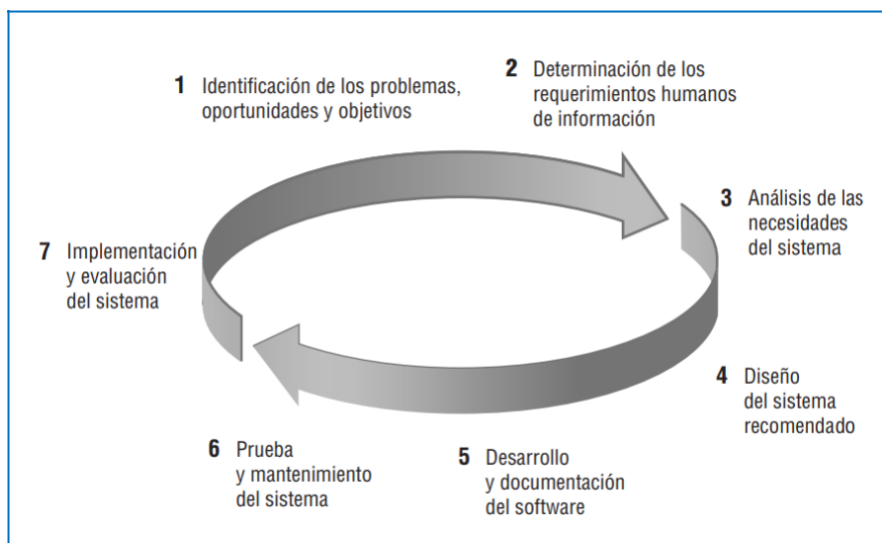 1 Identificación de los problemas,
oportunidades y objetivos
2 Determinación de los
requerimientos humanos
de información
3 Análisis de las
necesidades
del sistema
4 Diseño
del sistema
recomendado
5 Desarrollo
y documentación
del software
6 Prueba
y mantenimiento
del sistema
7 Implementación
y evaluación
del sistema